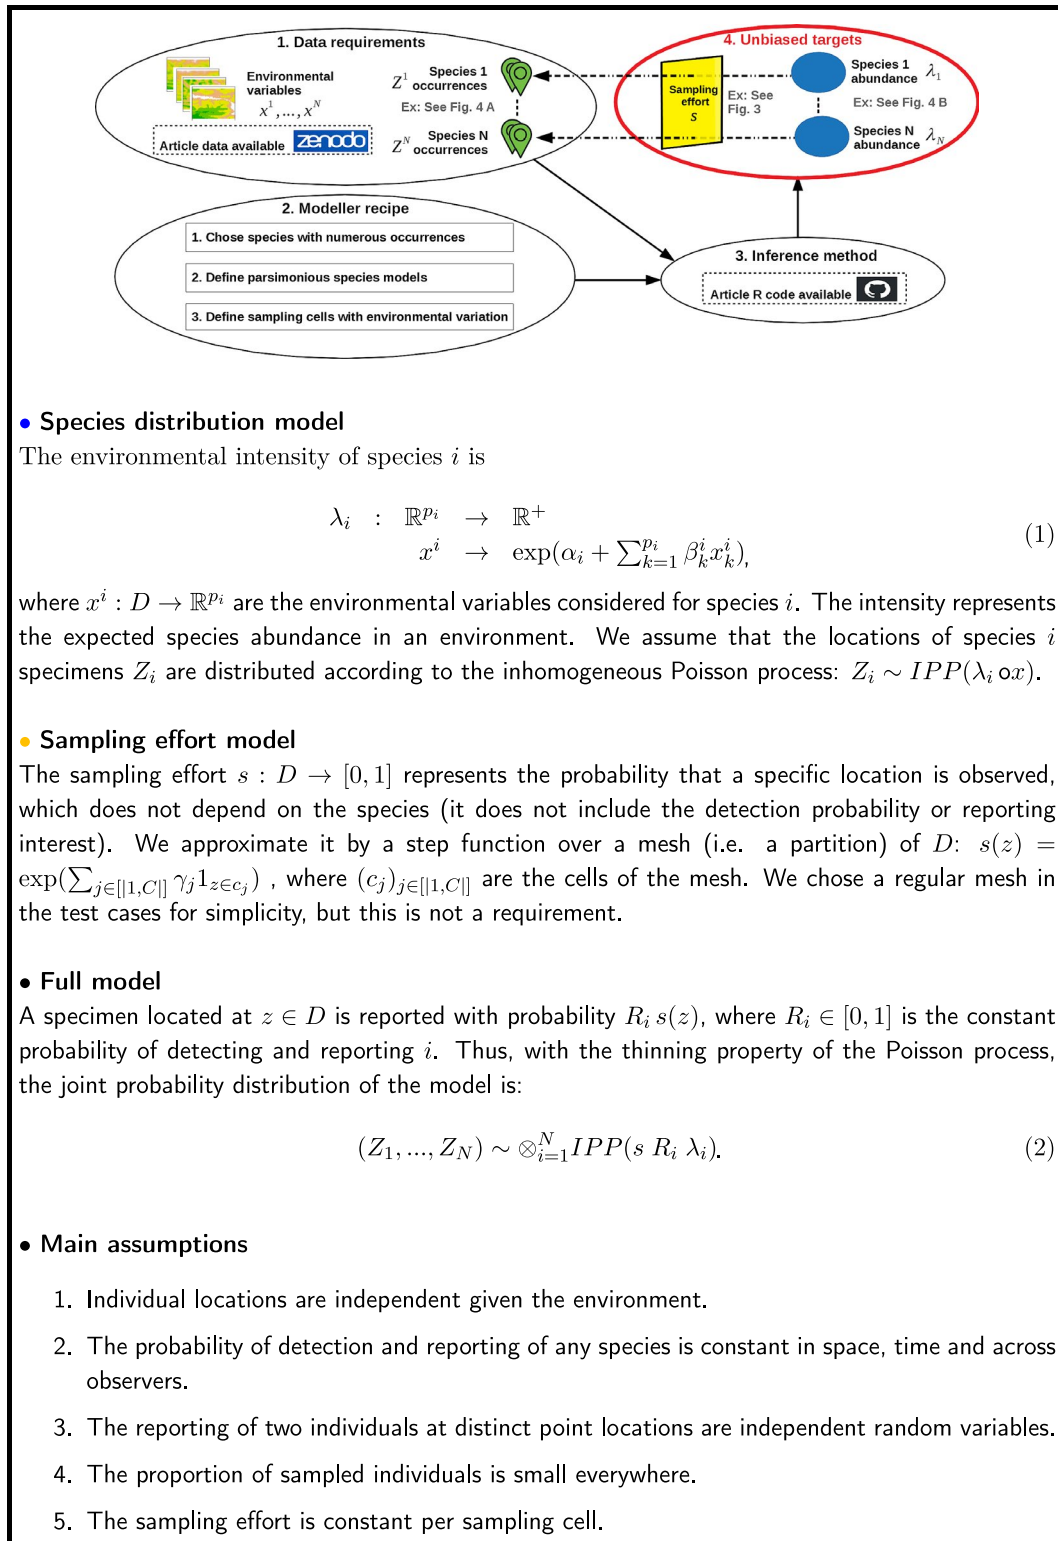 1. Data requirements
Environmental
variables
x^1,...,x^N
Article data available zenodo
Z^1
Species 1
occurrences
Ex: See Fig. 4 A
Z^N
Species N
occurrences
4. Unbiased targets
Sampling
effort
s
Ex: See
Fig. 3
Species 1
abundance λ_1
Ex: See Fig. 4 B
Species N
abundance λ_N
2. Modeller recipe
1. Chose species with numerous occurrences
2. Define parsimonious species models
3. Define sampling cells with environmental variation
3. Inference method
Article R code available
• Species distribution model
The environmental intensity of species i is
λ_i : ℝ^{p_i} → ℝ^+
x^i → exp(α_i + ∑_{k=1}^{p_i} β_k^i x_k^i), (1)
where x^i : D → ℝ^{p_i} are the environmental variables considered for species i. The intensity represents
the expected species abundance in an environment. We assume that the locations of species i
specimens Z_i are distributed according to the inhomogeneous Poisson process: Z_i ∼ IPP(λ_i o x).
• Sampling effort model
The sampling effort s : D → [0, 1] represents the probability that a specific location is observed,
which does not depend on the species (it does not include the detection probability or reporting
interest). We approximate it by a step function over a mesh (i.e. a partition) of D: s(z) =
exp(∑_{j∈[|1,C|]} γ_j 1_{z∈c_j}) , where (c_j)_{j∈[|1,C|]} are the cells of the mesh. We chose a regular mesh in
the test cases for simplicity, but this is not a requirement.
• Full model
A specimen located at z ∈ D is reported with probability R_i s(z), where R_i ∈ [0, 1] is the constant
probability of detecting and reporting i. Thus, with the thinning property of the Poisson process,
the joint probability distribution of the model is:
(Z_1, ..., Z_N) ∼ ⊗_{i=1}^N IPP(s R_i λ_i). (2)
• Main assumptions
1. Individual locations are independent given the environment.
2. The probability of detection and reporting of any species is constant in space, time and across
observers.
3. The reporting of two individuals at distinct point locations are independent random variables.
4. The proportion of sampled individuals is small everywhere.
5. The sampling effort is constant per sampling cell.